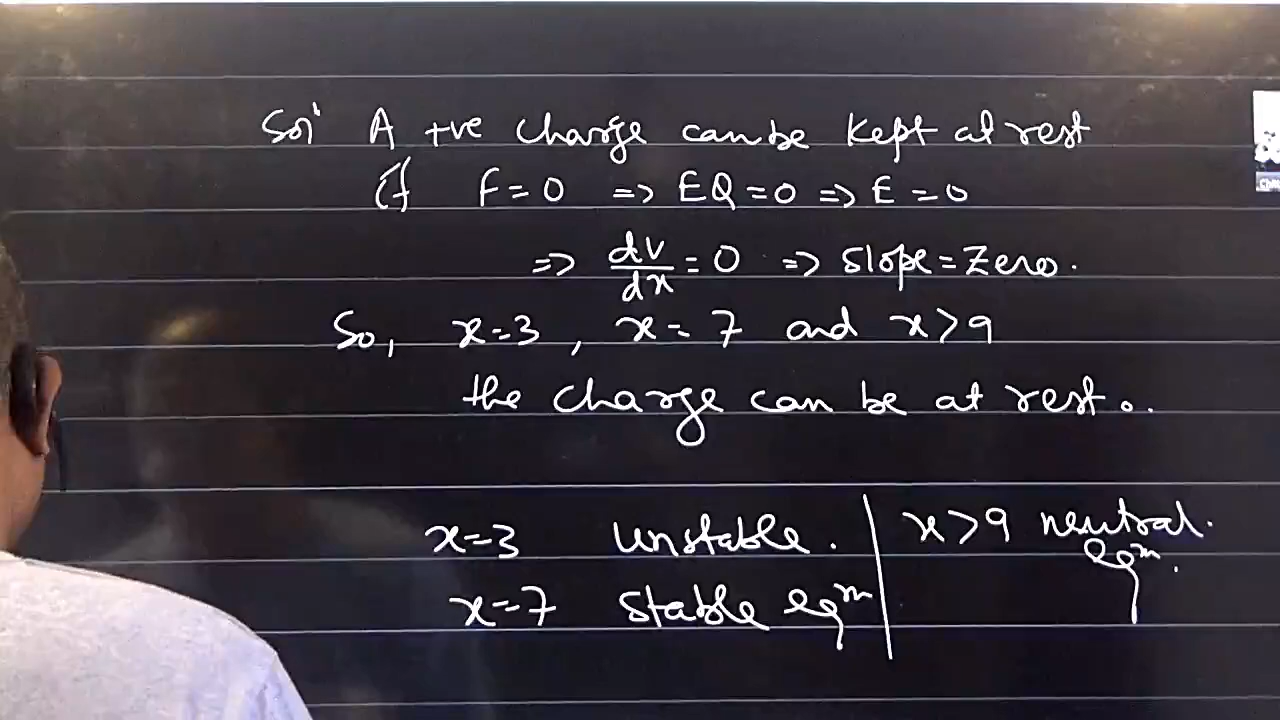 Sol' A +ve charge can be kept at rest
if F = 0 => EQ = 0 => E = 0
=> dV/dx = 0 => slope = Zero.
So, x = 3, x = 7 and x > 9
the charge can be at rest..
x = 3 unstable.
x = 7 stable eqm
x > 9 neutral.
eqm.